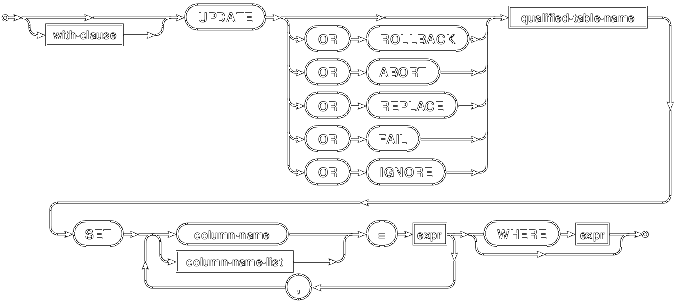 with-clause UPDATE qualified-table-name
OR ROLLBACK
OR ABORT
OR REPLACE
OR FAIL
OR IGNORE
SET column-name = expr WHERE expr
column-name-list
,